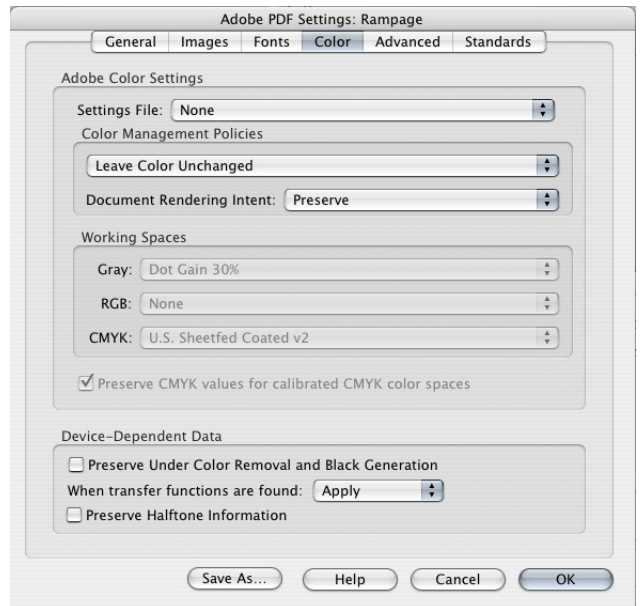 Adobe PDF Settings: Rampage
General Images Fonts Color Advanced Standards
Adobe Color Settings
Settings File: None
Color Management Policies
Leave Color Unchanged
Document Rendering Intent: Preserve
Working Spaces
Gray: Dot Gain 30%
RGB: None
CMYK: U.S. Sheetfed Coated v2
Preserve CMYK values for calibrated CMYK color spaces
Device-Dependent Data
Preserve Under Color Removal and Black Generation
When transfer functions are found: Apply
Preserve Halftone Information
Save As... Help Cancel OK